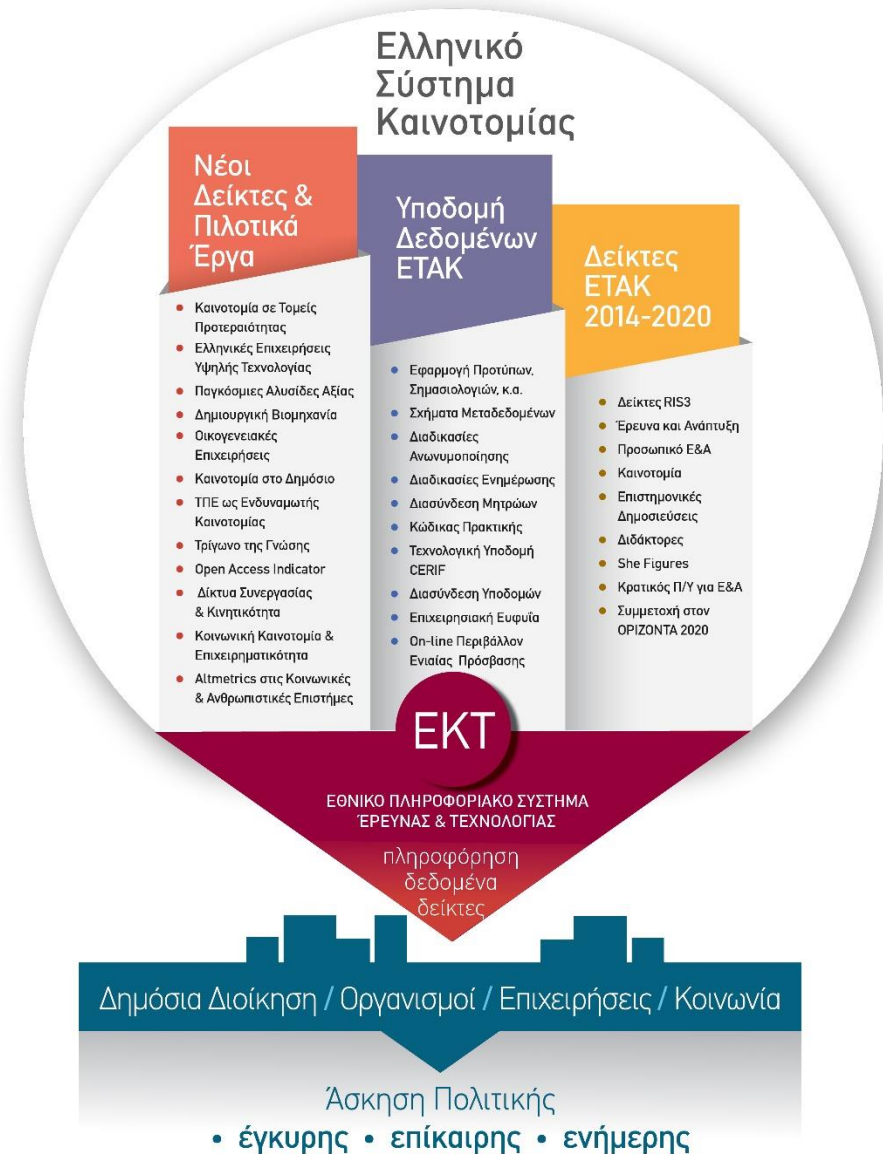 Ελληνικό
Σύστημα
Καινοτομίας
Νέοι
Δείκτες &
Πιλοτικά
Έργα
• Καινοτομία σε Τομείς
Προτεραιότητας
• Ελληνικές Επιχειρήσεις
Υψηλής Τεχνολογίας
• Παγκόσμιες Αλυσίδες Αξίας
• Δημιουργική Βιομηχανία
• Οικογενειακές
Επιχειρήσεις
• Καινοτομία στο Δημόσιο
• ΤΠΕ ως Ενδυναμωτής
Καινοτομίας
• Τρίγωνο της Γνώσης
• Open Access Indicator
• Δίκτυα Συνεργασίας
& Κινητικότητα
• Κοινωνική Καινοτομία &
Επιχειρηματικότητα
• Altmetrics στις Κοινωνικές
& Ανθρωπιστικές Επιστήμες
Υποδομή
Δεδομένων
ΕΤΑΚ
• Εφαρμογή Προτύπων,
Σημασιολογιών, κ.α.
• Σχήματα Μεταδεδομένων
• Διαδικασίες
Ανωνυμοποίησης
• Διαδικασίες Ενημέρωσης
• Διασύνδεση Μητρώων
• Κώδικας Πρακτικής
• Τεχνολογική Υποδομή
CERIF
• Διασύνδεση Υποδομών
• Επιχειρησιακή Ευφυΐα
• On-line Περιβάλλον
Ενιαίας Πρόσβασης
Δείκτες
ΕΤΑΚ
2014-2020
• Δείκτες RIS3
• Έρευνα και Ανάπτυξη
• Προσωπικό Ε&Α
• Καινοτομία
• Επιστημονικές
Δημοσιεύσεις
• Διδάκτορες
• She Figures
• Κρατικός Π/Υ για Ε&Α
• Συμμετοχή στον
ΟΡΙΖΟΝΤΑ 2020
ΕΚΤ
ΕΘΝΙΚΟ ΠΛΗΡΟΦΟΡΙΑΚΟ ΣΥΣΤΗΜΑ
ΈΡΕΥΝΑΣ & ΤΕΧΝΟΛΟΓΙΑΣ
πληροφόρηση
δεδομένα
δείκτες
Δημόσια Διοίκηση / Οργανισμοί / Επιχειρήσεις / Κοινωνία
Άσκηση Πολιτικής
• έγκυρης • επίκαιρης • ενήμερης